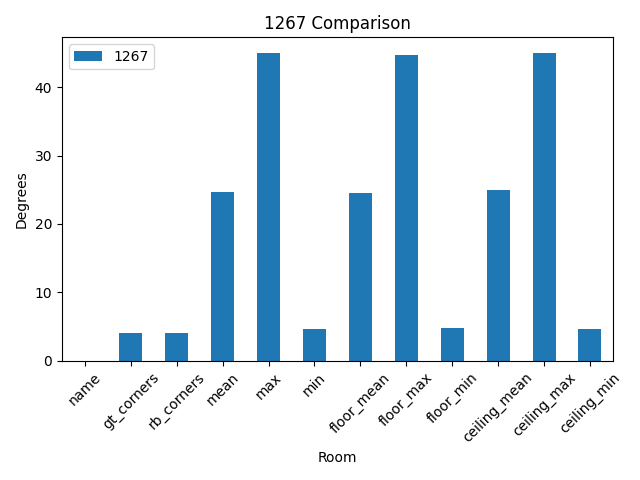 1267 Comparison
1267
Degrees
40
30
20
10
0
name
gt_corners
rb_corners
mean
max
min
floor_mean
floor_max
floor_min
ceiling_mean
ceiling_max
ceiling_min
Room